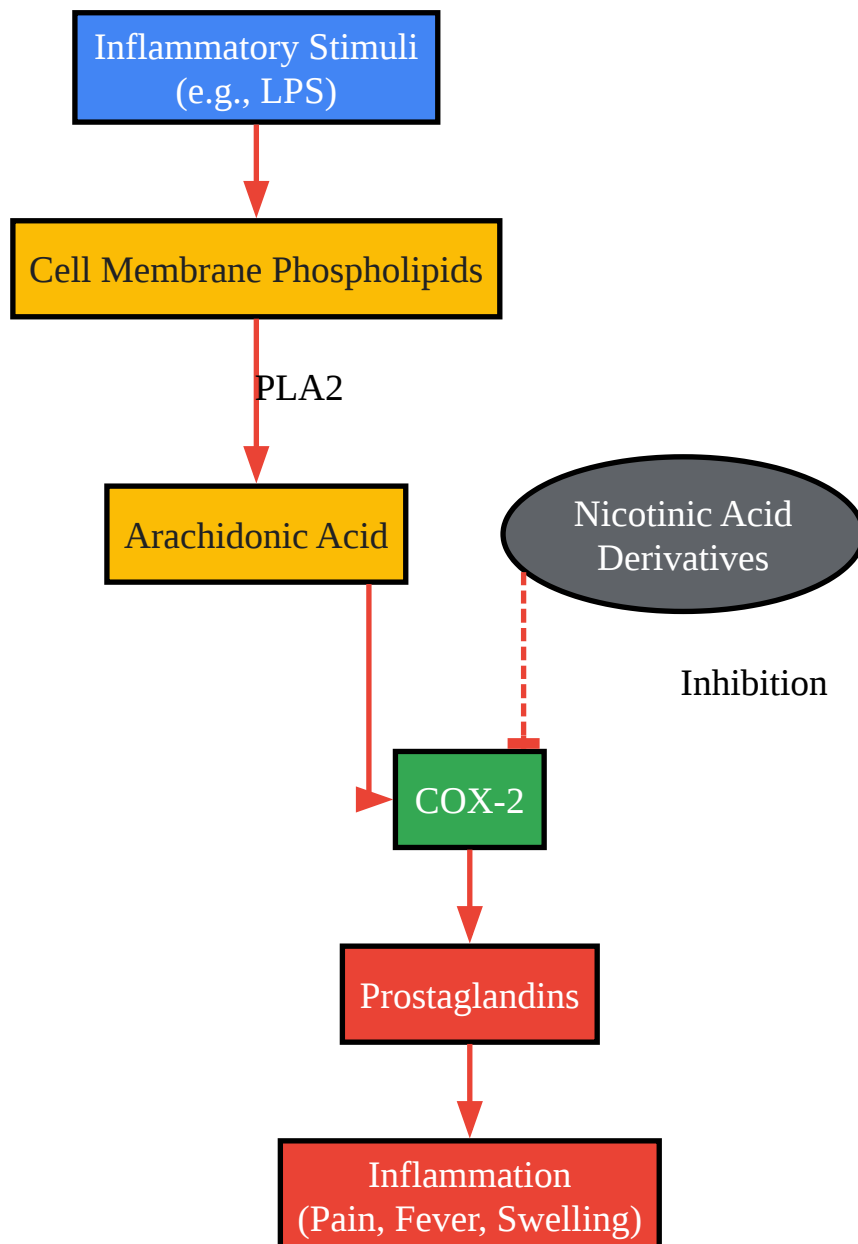 Inflammatory Stimuli
(e.g., LPS)
Cell Membrane Phospholipids
PLA2
Arachidonic Acid
Nicotinic Acid
Derivatives
Inhibition
COX-2
Prostaglandins
Inflammation
(Pain, Fever, Swelling)